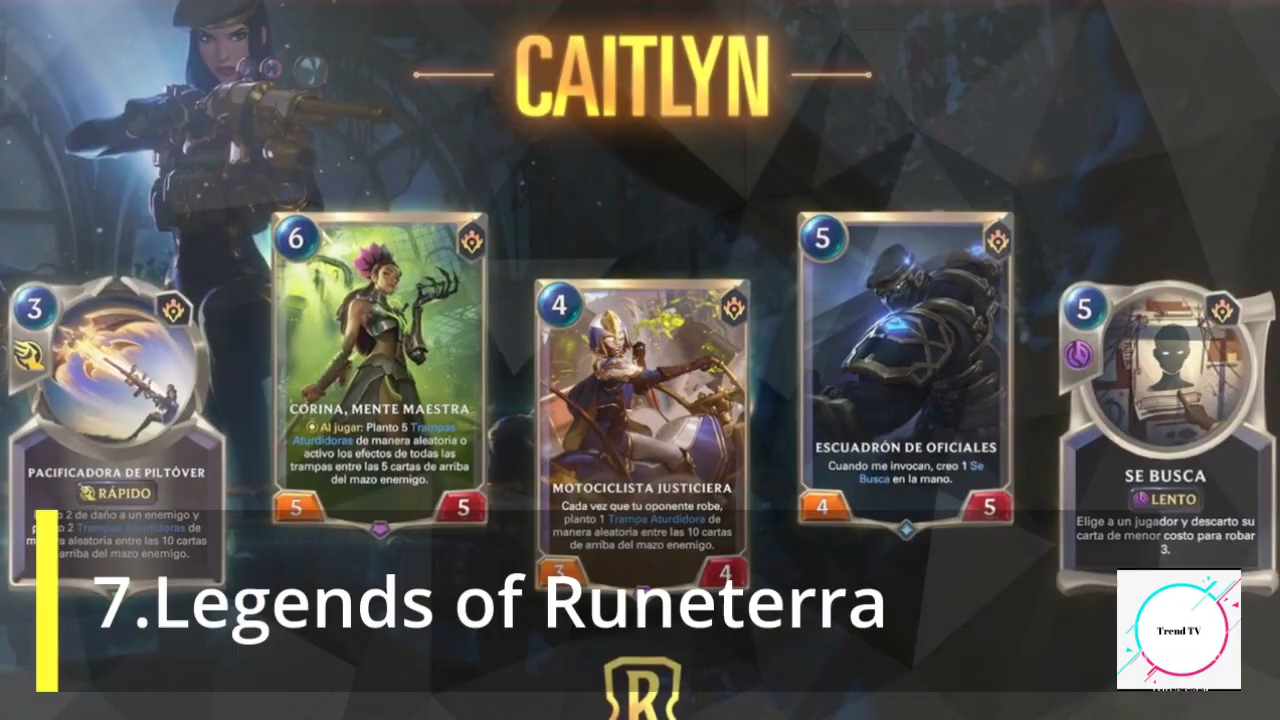 CAITLYN
3
PACIFICADORA DE PILTÓVER
RÁPIDO
2 de daño a un enemigo y
2 Trampas Aturdidoras de
aleatoria entre las 10 cartas
arriba del mazo enemigo.
6
CORINA, MENTE MAESTRA
Al jugar: Planto 5 Trampas
Aturdidoras de manera aleatoria o
activo los efectos de todas las
trampas entre las 5 cartas de arriba
del mazo enemigo.
5
5
4
MOTOCICLISTA JUSTICIERA
Cada vez que tu oponente robe,
planto 1 Trampa Aturdidora de
manera aleatoria entre las 10 cartas
de arriba del mazo enemigo.
3
4
5
ESCUADRÓN DE OFICIALES
Cuando me invocan, creo 1 Se
Busca en la mano.
4
5
5
SE BUSCA
LENTO
Elige a un jugador y descarto su
carta de menor costo para robar
3.
7.Legends of Runeterra
Trend TV
R